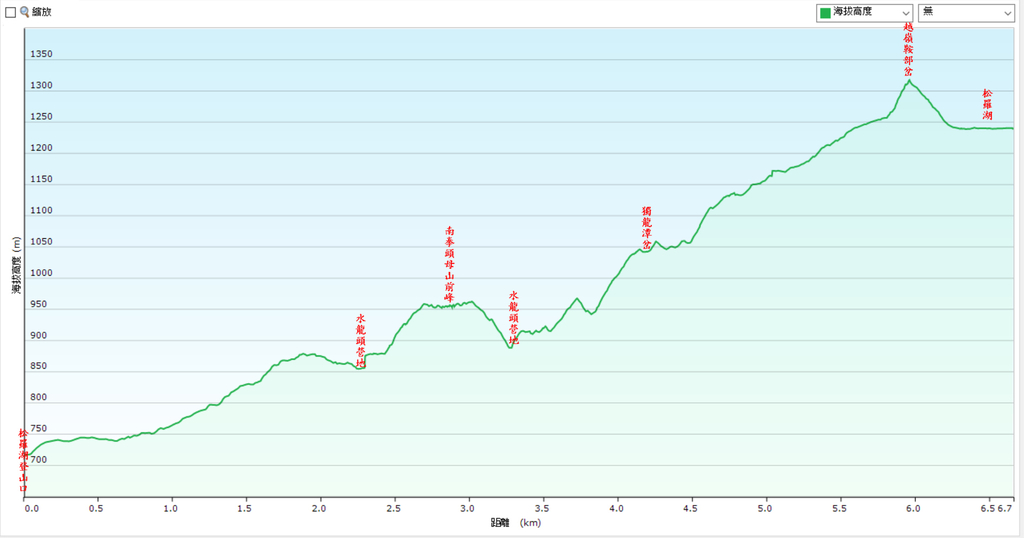 縮放
海拔高度
無
1350
1300
1250
1200
1150
1100
1050
1000
950
900
850
800
750
700
海拔高度 (m)
松羅湖登山口
水龍頭營地
南拳頭母山前峰
水龍頭營地
獨龍潭岔
越嶺鞍部岔
松羅湖
0.0 0.5 1.0 1.5 2.0 2.5 3.0 3.5 4.0 4.5 5.0 5.5 6.0 6.5 6.7
距離 (km)